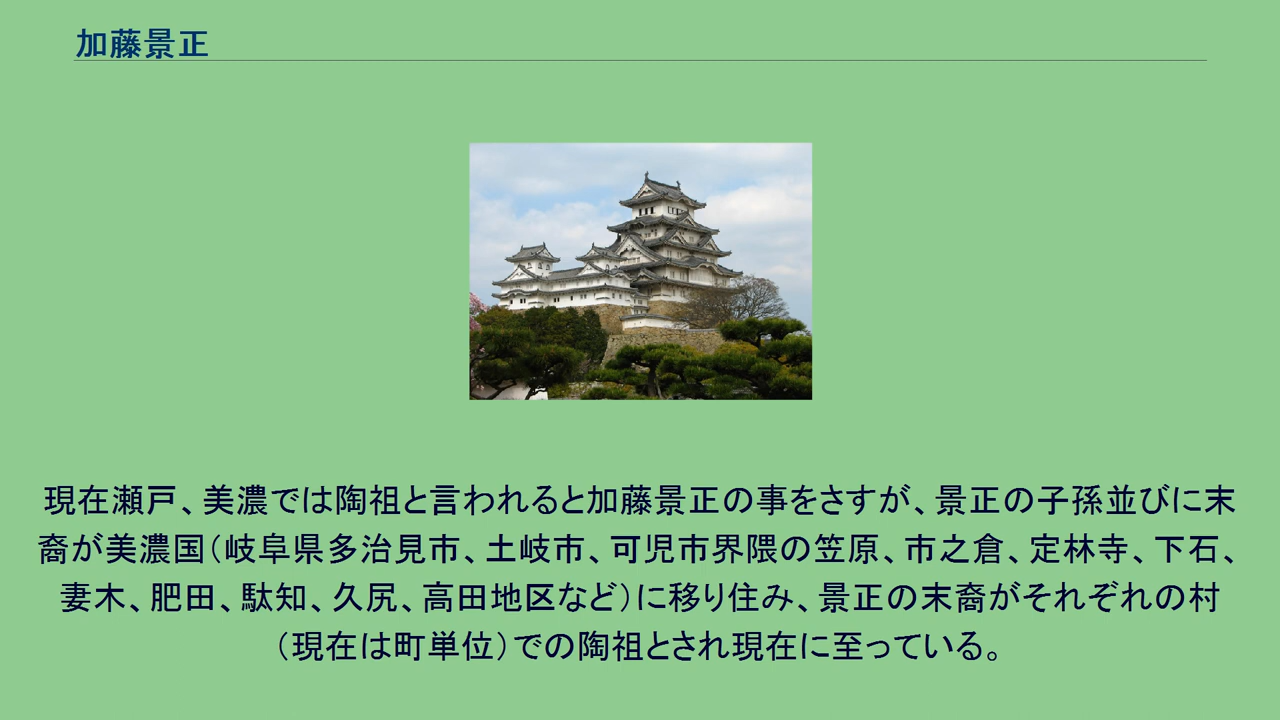 加藤景正
現在瀬戸、美濃では陶祖と言われると加藤景正の事をさすが、景正の子孫並びに末
裔が美濃国(岐阜県多治見市、土岐市、可児市界隈の笠原、市之倉、定林寺、下石、
妻木、肥田、駄知、久尻、高田地区など)に移り住み、景正の末裔がそれぞれの村
(現在は町単位)での陶祖とされ現在に至っている。